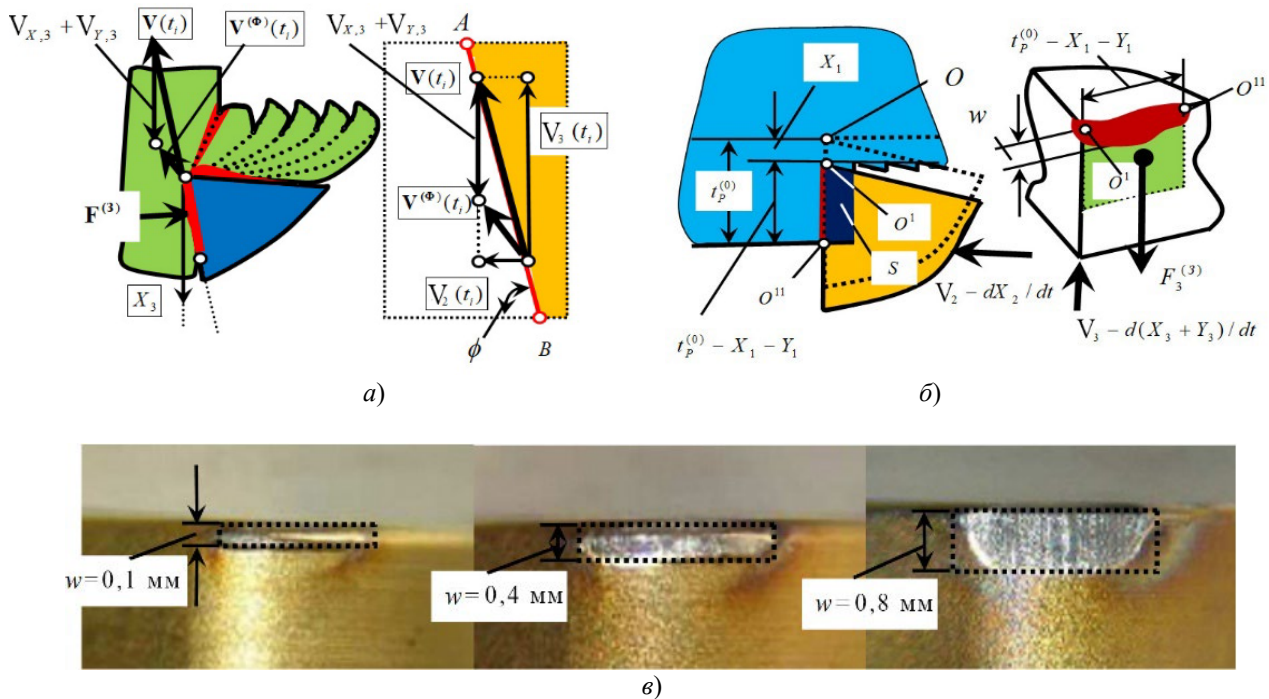 V_{X,3} + V_{Y,3}
V(t_i)
V^{(Φ)}(t_i)
F^{(3)}
X_3
V_{X,3} + V_{Y,3}
A
V(t_i)
V_3(t_i)
V^{(Φ)}(t_i)
V_2(t_i)
ϕ
B
а)
X_1
O
t_P^{(0)}
O^1
S
O^{11}
V_2 − dX_2/dt
t_P^{(0)} − X_1 − Y_1
t_P^{(0)} − X_1 − Y_1
O^{11}
w
O^1
F_3^{(3)}
V_3 − d(X_3 + Y_3)/dt
б)
w=0,1 мм
w=0,4 мм
w=0,8 мм
в)